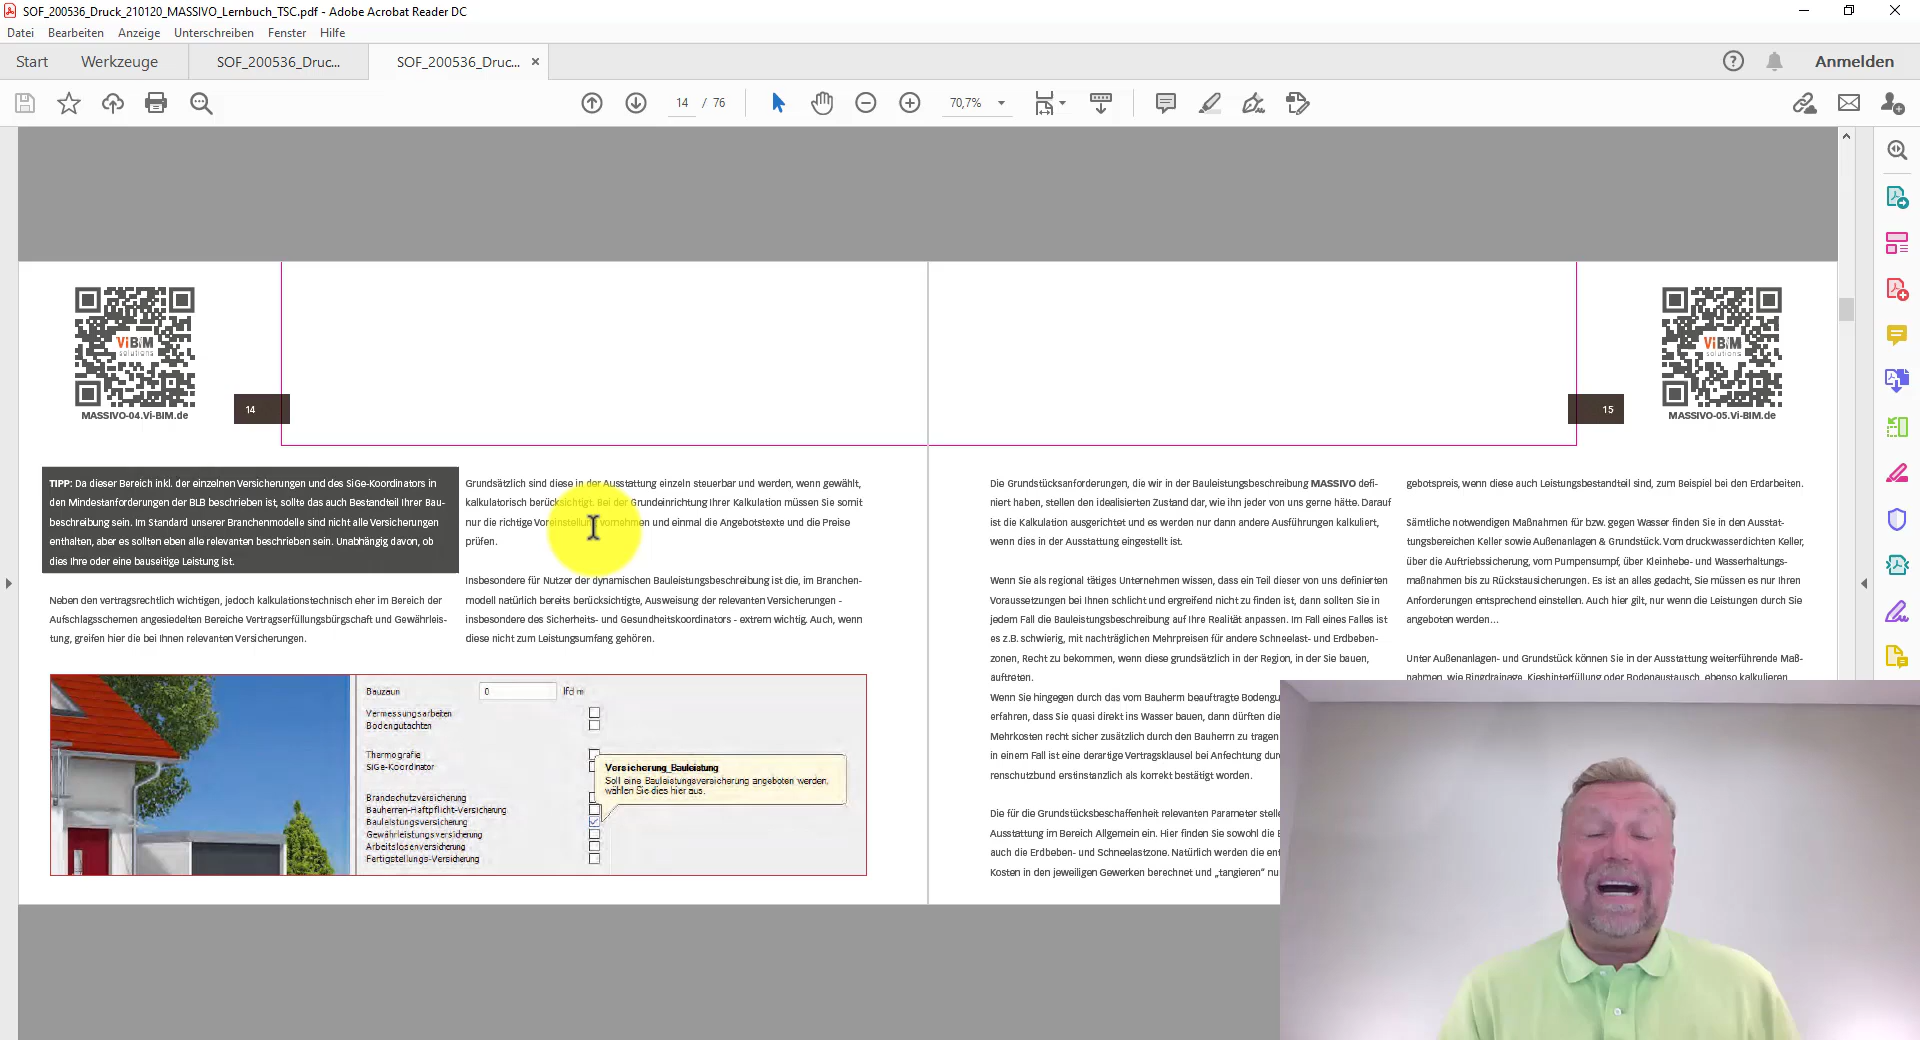 SOF_200536_Druck_210120_MASSIVO_Lernbuch_TSC.pdf - Adobe Acrobat Reader DC
Datei Bearbeiten Anzeige Unterschreiben Fenster Hilfe
Start Werkzeuge SOF_200536_Druc... SOF_200536_Druc... ×
Anmelden
14 / 76 70,7%
ViBIM
solutions
MASSIVO-04.Vi-BIM.de
14
TIPP: Da dieser Bereich inkl. der einzelnen Versicherungen und des SiGe-Koordinators in
den Mindestanforderungen der BLB beschrieben ist, sollte das auch Bestandteil Ihrer Bau-
beschreibung sein. Im Standard unserer Branchenmodelle sind nicht alle Versicherungen
enthalten, aber es sollten eben alle relevanten beschrieben sein. Unabhängig davon, ob
dies Ihre oder eine bauseitige Leistung ist.
Neben den vertragsrechtlich wichtigen, jedoch kalkulationstechnisch eher im Bereich der
Aufschlagsschemen angesiedelten Bereiche Vertragserfüllungsbürgschaft und Gewährleis-
tung, greifen hier die bei Ihnen relevanten Versicherungen.
Grundsätzlich sind diese in der Ausstattung einzeln steuerbar und werden, wenn gewählt,
kalkulatorisch berücksichtigt. Bei der Grundeinrichtung Ihrer Kalkulation müssen Sie somit
nur die richtige Voreinstellung vornehmen und einmal die Angebotstexte und die Preise
prüfen.
Insbesondere für Nutzer der dynamischen Bauleistungsbeschreibung ist die, im Branchen-
modell natürlich bereits berücksichtigte, Ausweisung der relevanten Versicherungen -
insbesondere des Sicherheits- und Gesundheitskoordinators - extrem wichtig. Auch, wenn
diese nicht zum Leistungsumfang gehören.
Bauzaun 0 lfd m
Vermessungsarbeiten
Bodengutachten
Thermografie
SiGe-Koordinator
Versicherung_Bauleistung
Soll eine Bauleistungsversicherung angeboten werden,
wählen Sie dies hier aus.
Brandschutzversicherung
Bauherren-Haftpflicht-Versicherung
Bauleistungsversicherung
Gewährleistungsversicherung
Arbeitslosenversicherung
Fertigstellungs-Versicherung
ViBIM
solutions
MASSIVO-05.Vi-BIM.de
15
Die Grundstücksanforderungen, die wir in der Bauleistungsbeschreibung MASSIVO defi-
niert haben, stellen den idealisierten Zustand dar, wie ihn jeder von uns gerne hätte. Darauf
ist die Kalkulation ausgerichtet und es werden nur dann andere Ausführungen kalkuliert,
wenn dies in der Ausstattung eingestellt ist.
Wenn Sie als regional tätiges Unternehmen wissen, dass ein Teil dieser von uns definierten
Voraussetzungen bei Ihnen schlicht und ergreifend nicht zu finden ist, dann sollten Sie in
jedem Fall die Bauleistungsbeschreibung auf Ihre Realität anpassen. Im Fall eines Falles ist
es z.B. schwierig, mit nachträglichen Mehrpreisen für andere Schneelast- und Erdbeben-
zonen, Recht zu bekommen, wenn diese grundsätzlich in der Region, in der Sie bauen,
auftreten.
Wenn Sie hingegen durch das vom Bauherrn beauftragte Bodengu
erfahren, dass Sie quasi direkt ins Wasser bauen, dann dürften die
Mehrkosten recht sicher zusätzlich durch den Bauherrn zu tragen
in einem Fall ist eine derartige Vertragsklausel bei Anfechtung dur
renschutzbund erstinstanzlich als korrekt bestätigt worden.
Die für die Grundstücksbeschaffenheit relevanten Parameter stelle
Ausstattung im Bereich Allgemein ein. Hier finden Sie sowohl die
auch die Erdbeben- und Schneelastzone. Natürlich werden die ent
Kosten in den jeweiligen Gewerken berechnet und „tangieren“ nu
gebotspreis, wenn diese auch Leistungsbestandteil sind, zum Beispiel bei den Erdarbeiten.
Sämtliche notwendigen Maßnahmen für bzw. gegen Wasser finden Sie in den Ausstat-
tungsbereichen Keller sowie Außenanlagen & Grundstück. Vom druckwasserdichten Keller,
über die Auftriebssicherung, vom Pumpensumpf, über Kleinhebe- und Wasserhaltungs-
maßnahmen bis zu Rückstausicherungen. Es ist an alles gedacht, Sie müssen es nur Ihren
Anforderungen entsprechend einstellen. Auch hier gilt, nur wenn die Leistungen durch Sie
angeboten werden...
Unter Außenanlagen- und Grundstück können Sie in der Ausstattung weiterführende Maß-
nahmen, wie Ringdrainage, Kieshinterfüllung oder Bodenaustausch, ebenso kalkulieren